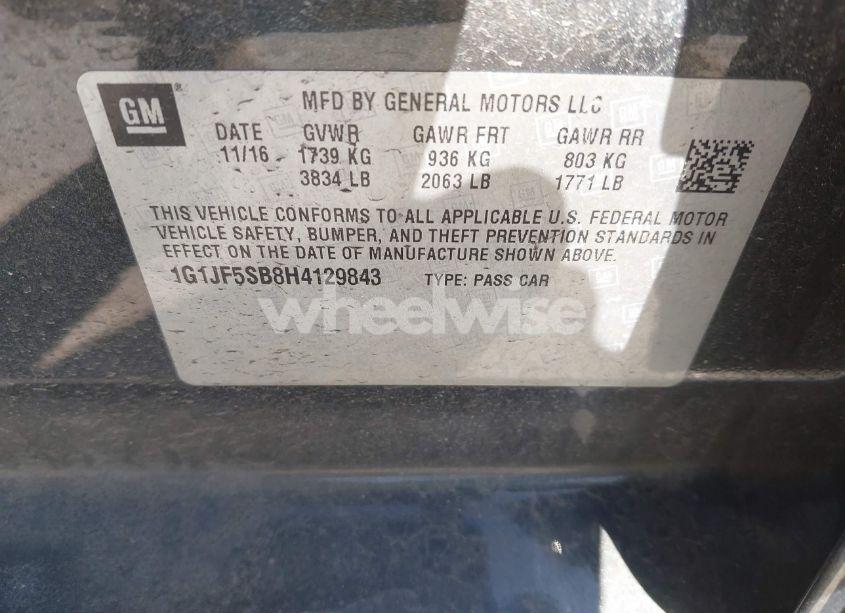 GM ®
MFD BY GENERAL MOTORS LLC
DATE GVWR GAWR FRT GAWR RR
11/16 1739 KG 936 KG 803 KG
3834 LB 2063 LB 1771 LB
THIS VEHICLE CONFORMS TO ALL APPLICABLE U.S. FEDERAL MOTOR
VEHICLE SAFETY, BUMPER, AND THEFT PREVENTION STANDARDS IN
EFFECT ON THE DATE OF MANUFACTURE SHOWN ABOVE.
1G1JF5SB8H4129843 TYPE: PASS CAR
wheelwise